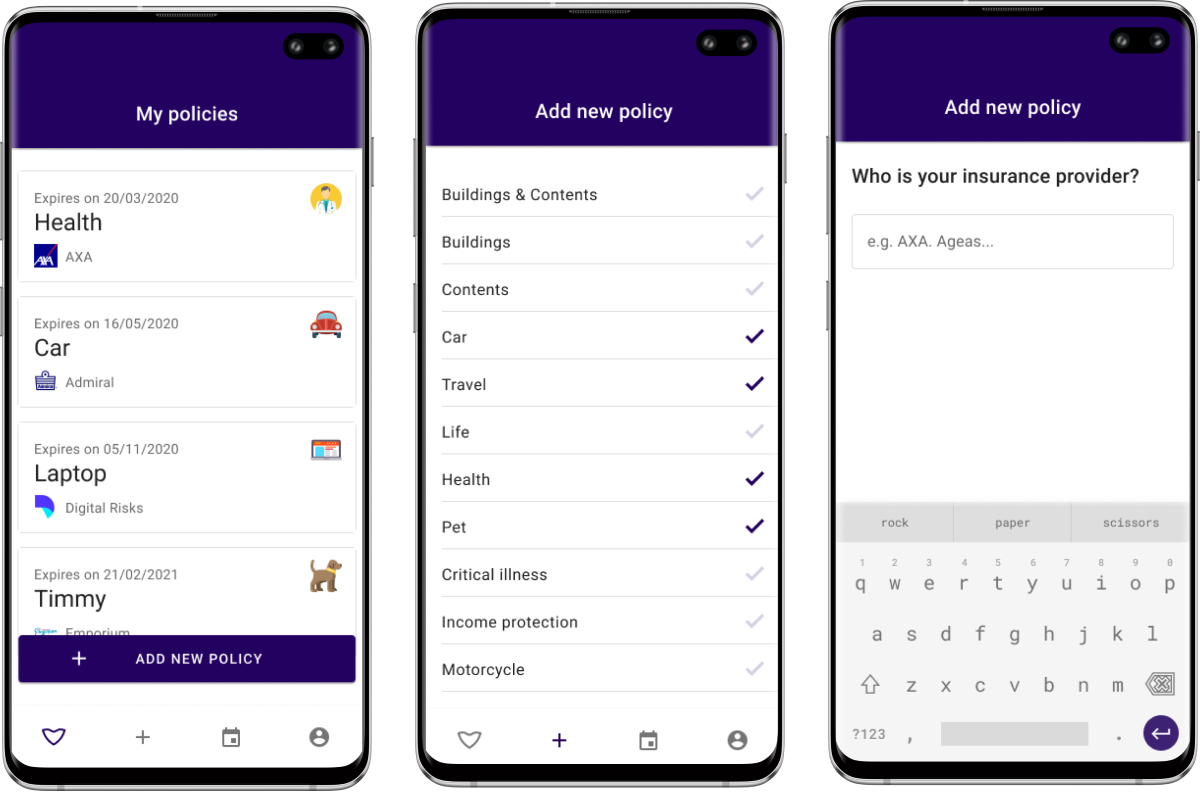 My policies
Expires on 20/03/2020
Health
AXA
AXA
Expires on 16/05/2020
Car
Admiral
Admiral
Expires on 05/11/2020
Laptop
Digital Risks
Expires on 21/02/2021
Timmy
Emporium
+ ADD NEW POLICY
Add new policy
Buildings & Contents
Buildings
Contents
Car
Travel
Life
Health
Pet
Critical illness
Income protection
Motorcycle
Add new policy
Who is your insurance provider?
e.g. AXA. Ageas...
rock paper scissors
1 2 3 4 5 6 7 8 9 0
q w e r t y u i o p
a s d f g h j k l
z x c v b n m
?123 , .